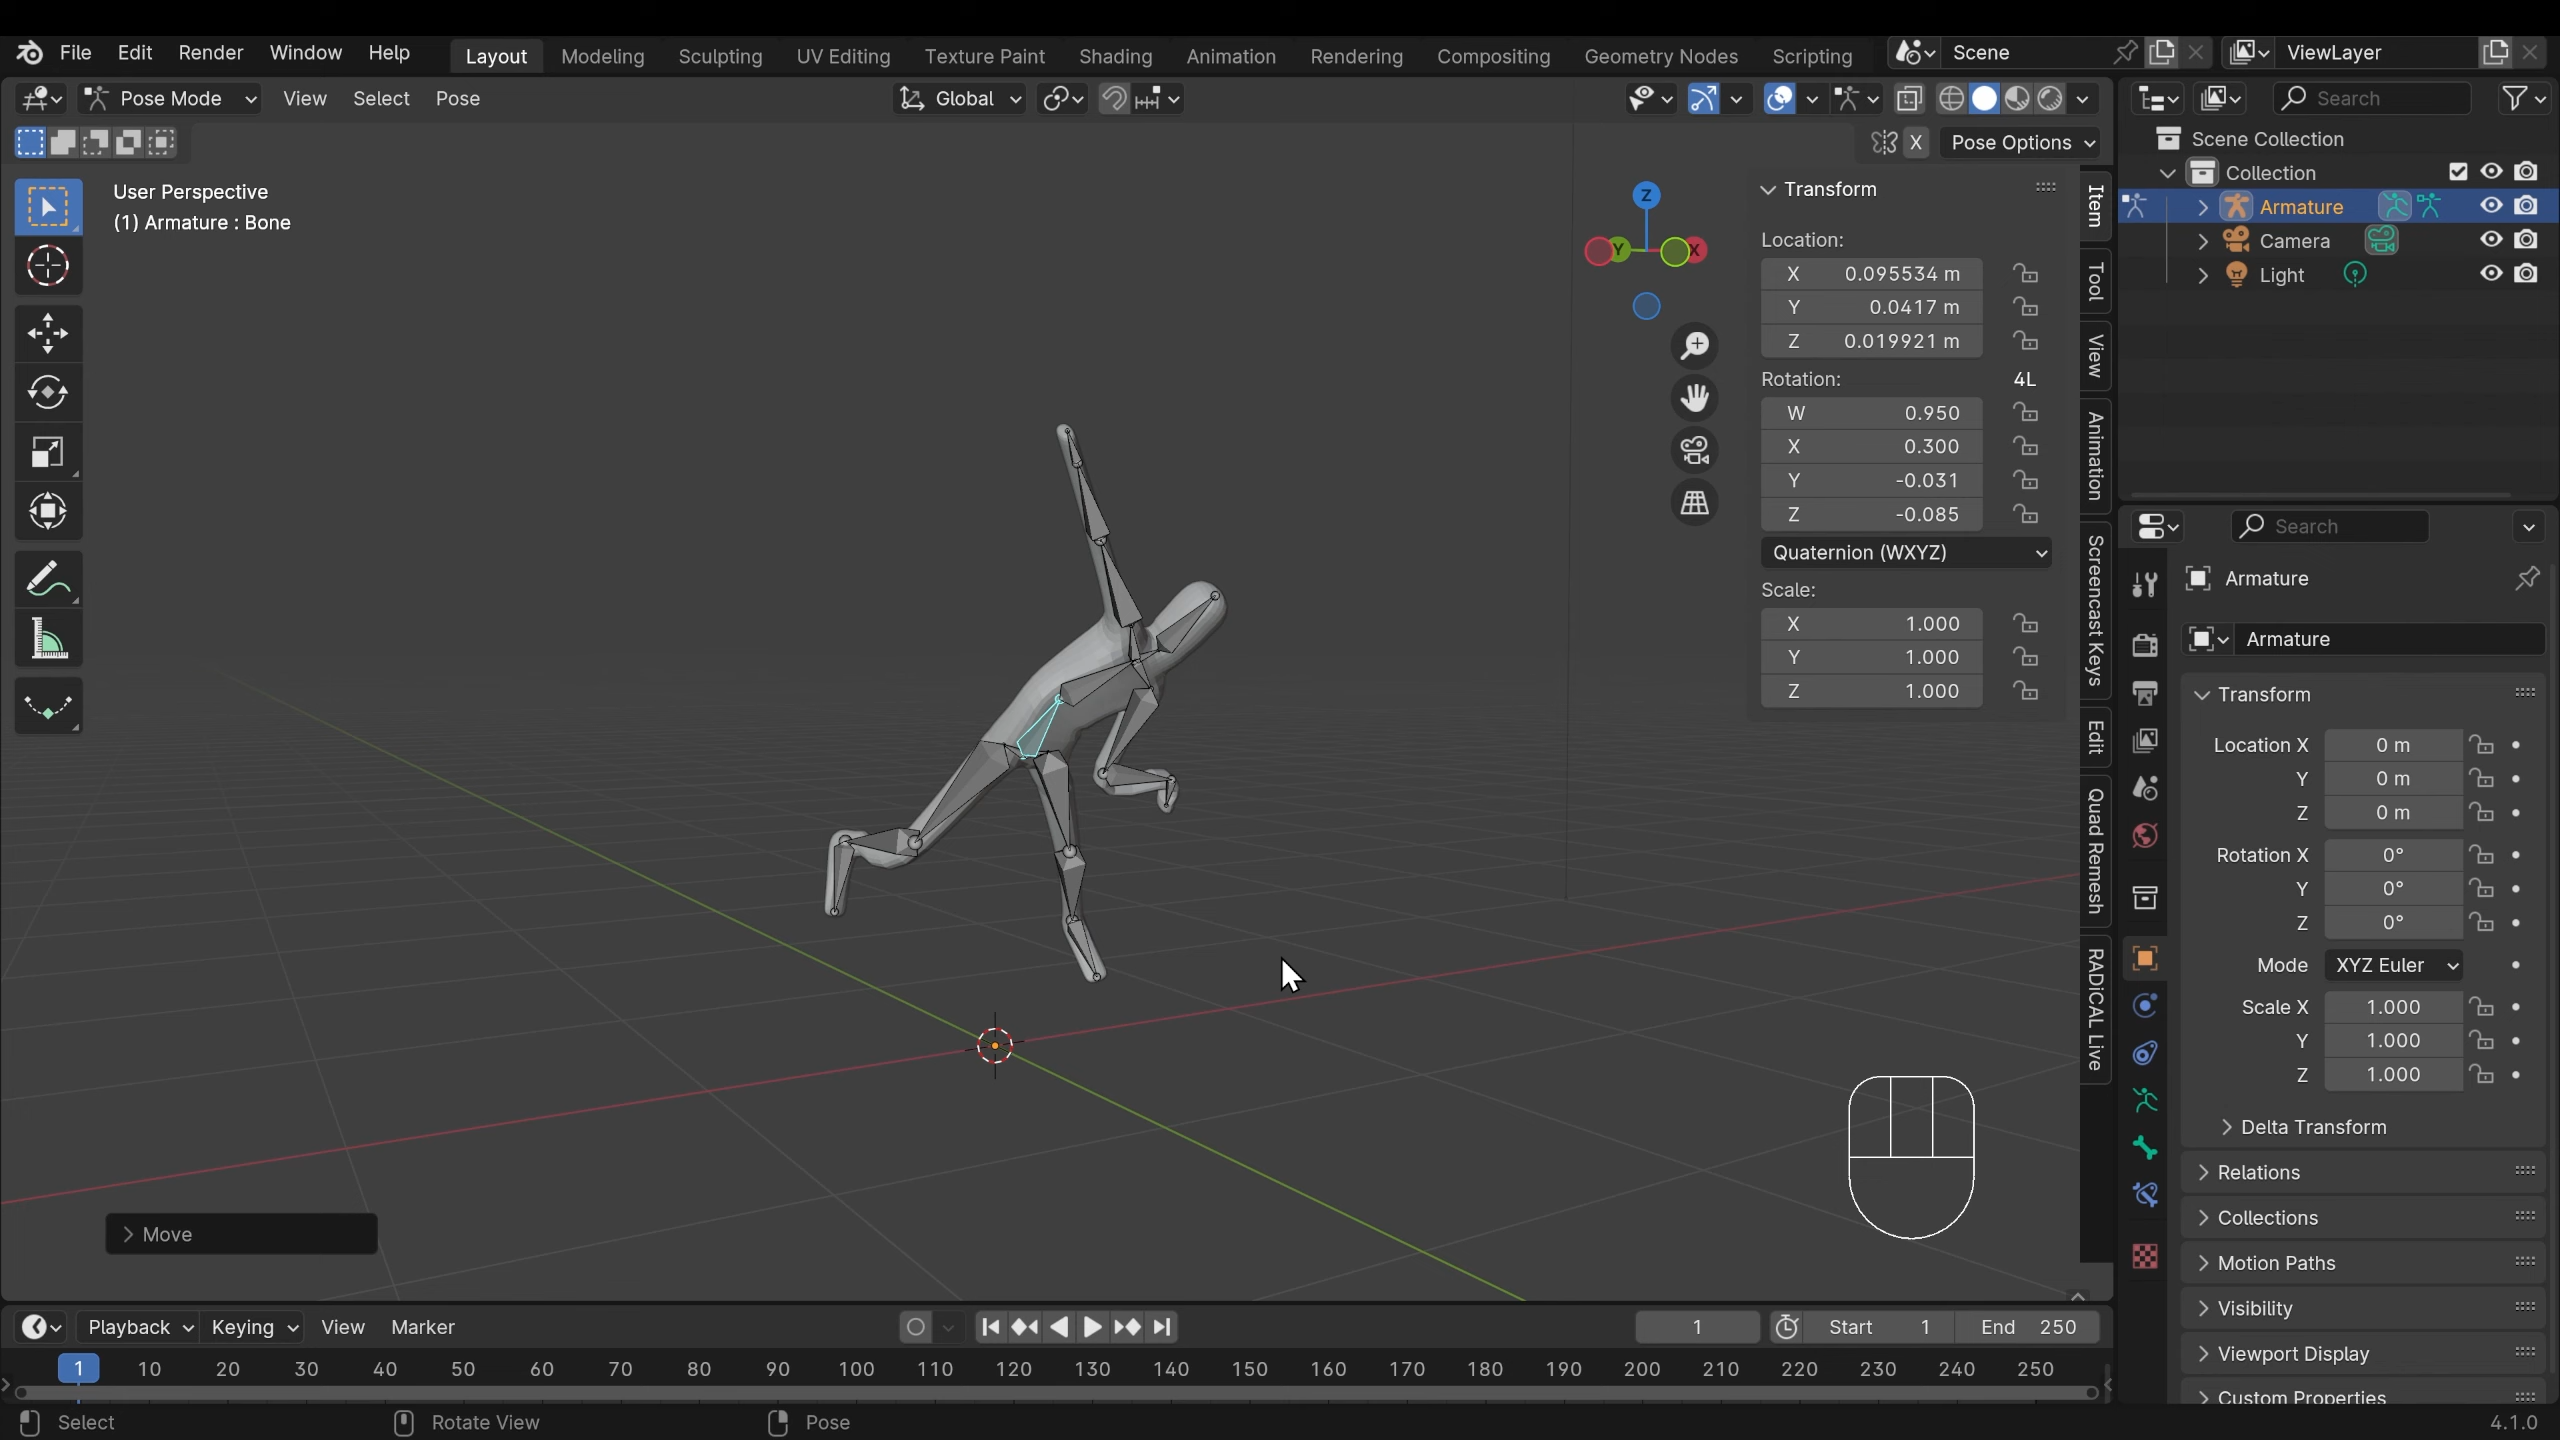 File Edit Render Window Help Layout Modeling Sculpting UV Editing Texture Paint Shading Animation Rendering Compositing Geometry Nodes Scripting Scene ViewLayer
Pose Mode View Select Pose Global Search
X Pose Options
User Perspective
(1) Armature : Bone
Z
Y X
Transform
Location:
X 0.095534 m
Y 0.0417 m
Z 0.019921 m
Rotation: 4L
W 0.950
X 0.300
Y -0.031
Z -0.085
Quaternion (WXYZ)
Scale:
X 1.000
Y 1.000
Z 1.000
Item
Tool
View
Animation
Screencast Keys
Edit
Quad Remesh
RADiCAL Live
Scene Collection
Collection
Armature
Camera
Light
Search
Armature
Armature
Transform
Location X 0 m
Y 0 m
Z 0 m
Rotation X 0°
Y 0°
Z 0°
Mode XYZ Euler
Scale X 1.000
Y 1.000
Z 1.000
Delta Transform
Relations
Collections
Motion Paths
Visibility
Viewport Display
Custom Properties
Move
Playback Keying View Marker 1 Start 1 End 250
1 10 20 30 40 50 60 70 80 90 100 110 120 130 140 150 160 170 180 190 200 210 220 230 240 250
Select Rotate View Pose 4.1.0